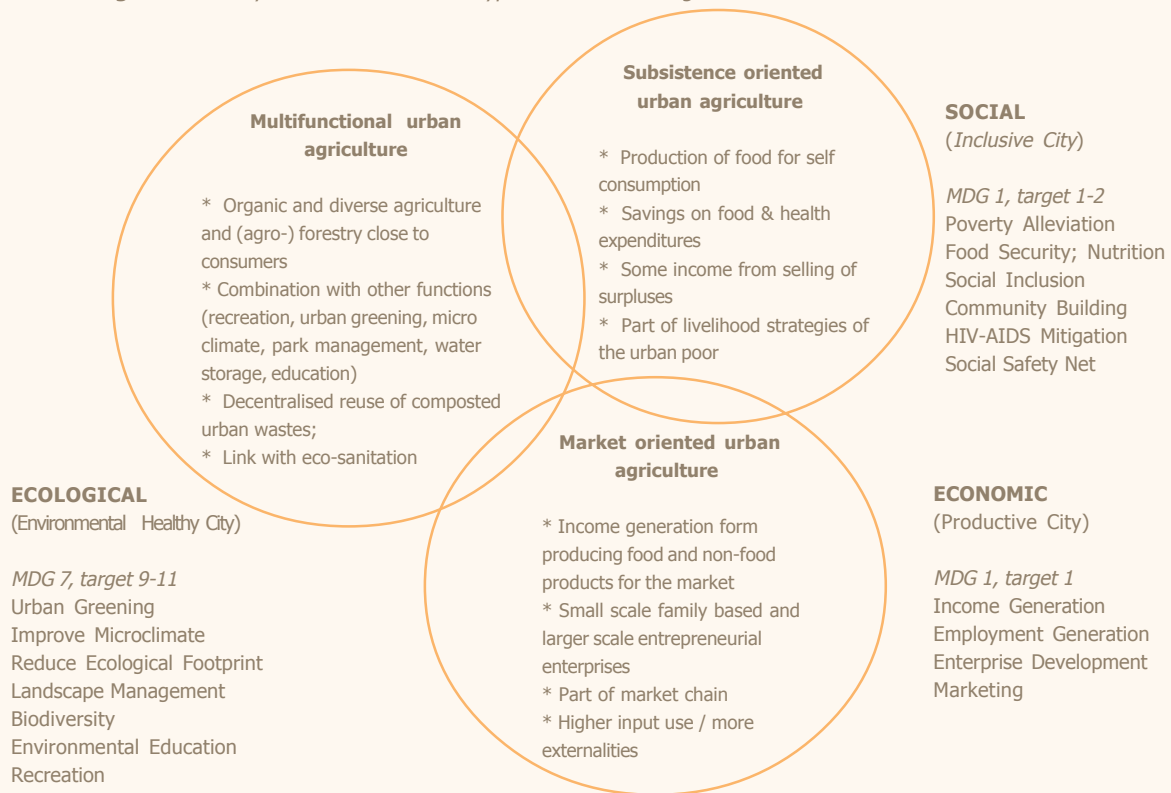 Multifunctional urban
agriculture
* Organic and diverse agriculture
and (agro-) forestry close to
consumers
* Combination with other functions
(recreation, urban greening, micro
climate, park management, water
storage, education)
* Decentralised reuse of composted
urban wastes;
* Link with eco-sanitation
Subsistence oriented
urban agriculture
* Production of food for self
consumption
* Savings on food & health
expenditures
* Some income from selling of
surpluses
* Part of livelihood strategies of
the urban poor
SOCIAL
(Inclusive City)
MDG 1, target 1-2
Poverty Alleviation
Food Security; Nutrition
Social Inclusion
Community Building
HIV-AIDS Mitigation
Social Safety Net
Market oriented urban
agriculture
* Income generation form
producing food and non-food
products for the market
* Small scale family based and
larger scale entrepreneurial
enterprises
* Part of market chain
* Higher input use / more
externalities
ECOLOGICAL
(Environmental Healthy City)
MDG 7, target 9-11
Urban Greening
Improve Microclimate
Reduce Ecological Footprint
Landscape Management
Biodiversity
Environmental Education
Recreation
ECONOMIC
(Productive City)
MDG 1, target 1
Income Generation
Employment Generation
Enterprise Development
Marketing